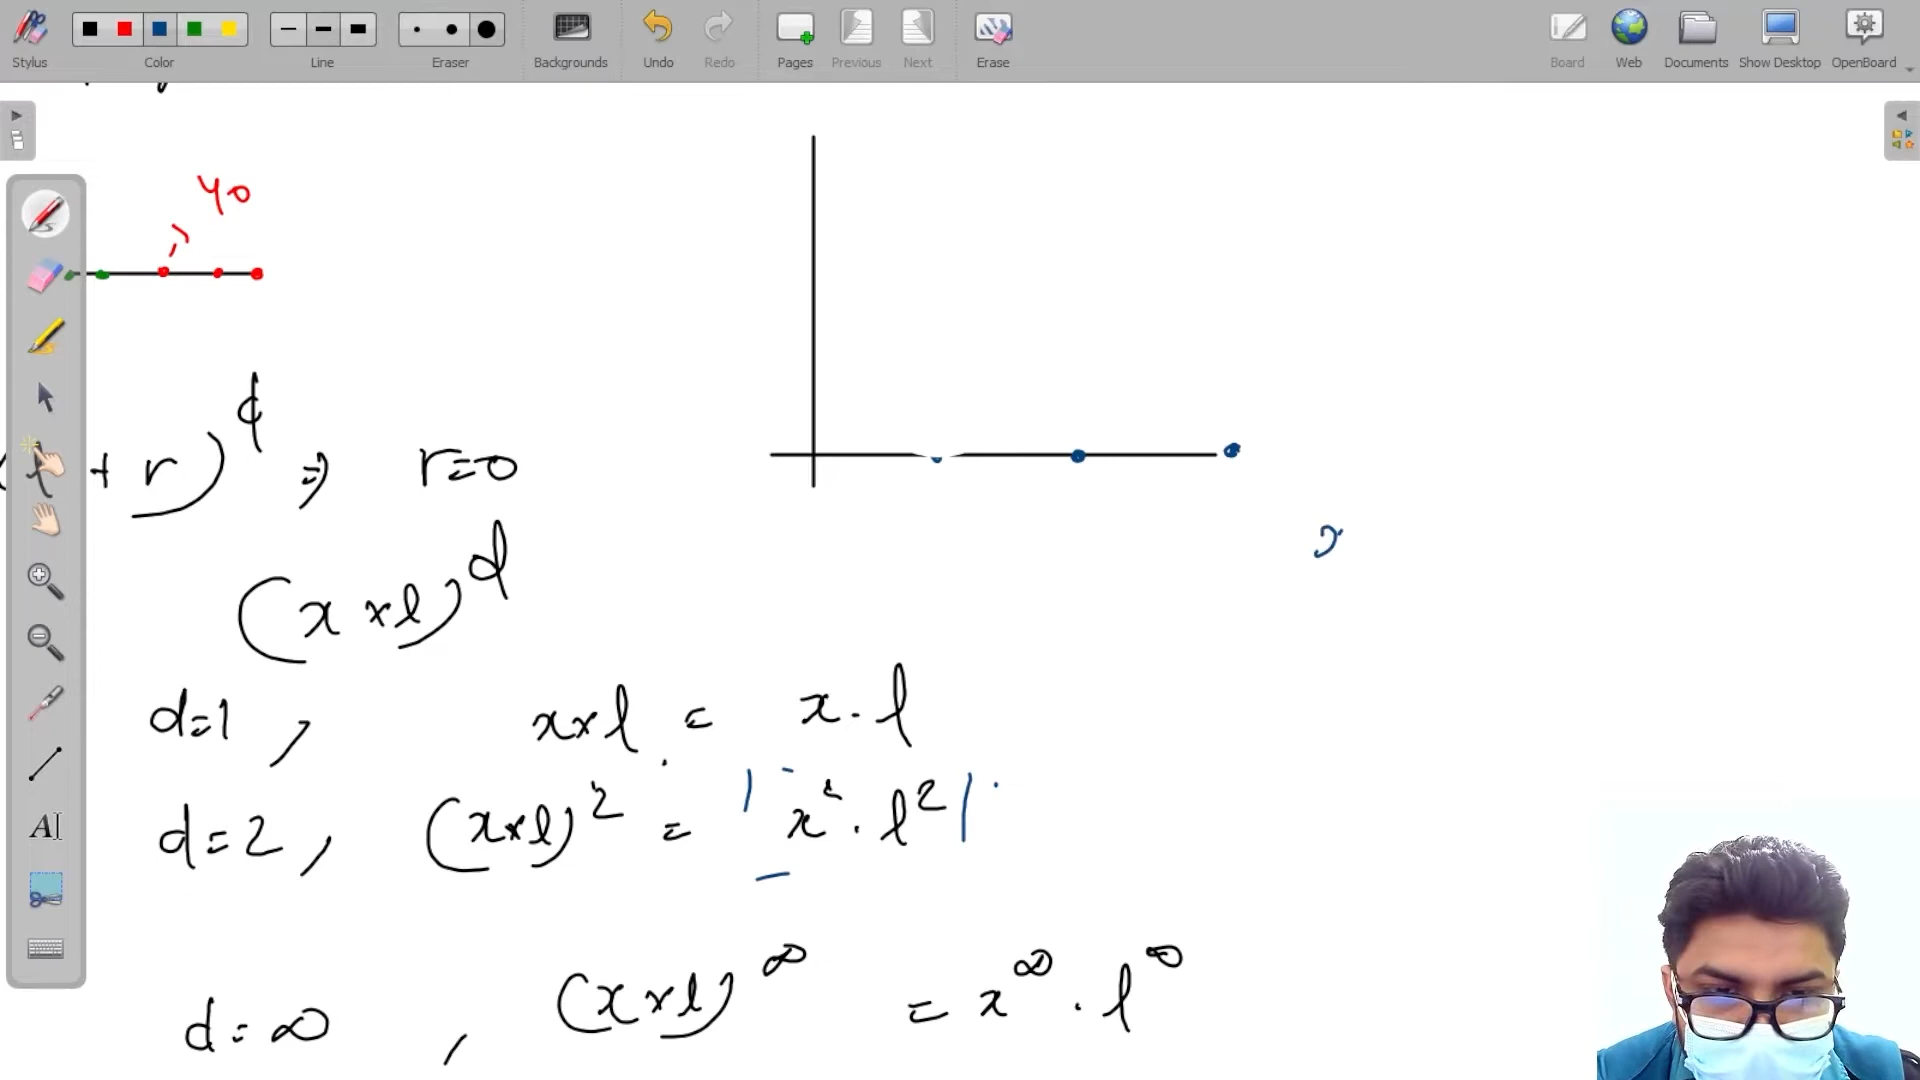 Stylus Color Line Eraser Backgrounds Undo Redo Pages Previous Next Erase Board Web Documents Show Desktop OpenBoard
40
+ r)^d => r=0
(x × l)^d
d=1, x×l = x · l
d=2, (x×l)^2 = x^2 · l^2
d=∞, (x×l)^∞ = x^∞ · l^∞